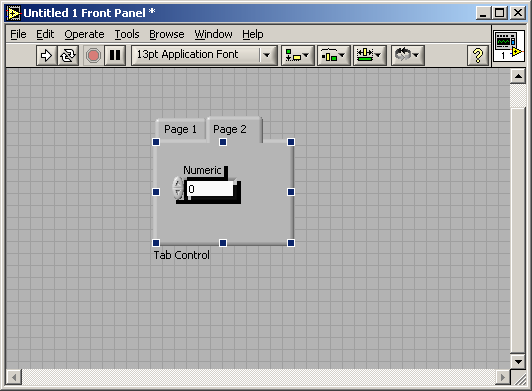 Untitled 1 Front Panel *
File Edit Operate Tools Browse Window Help
13pt Application Font
?
1
Page 1 Page 2
Numeric
0
Tab Control